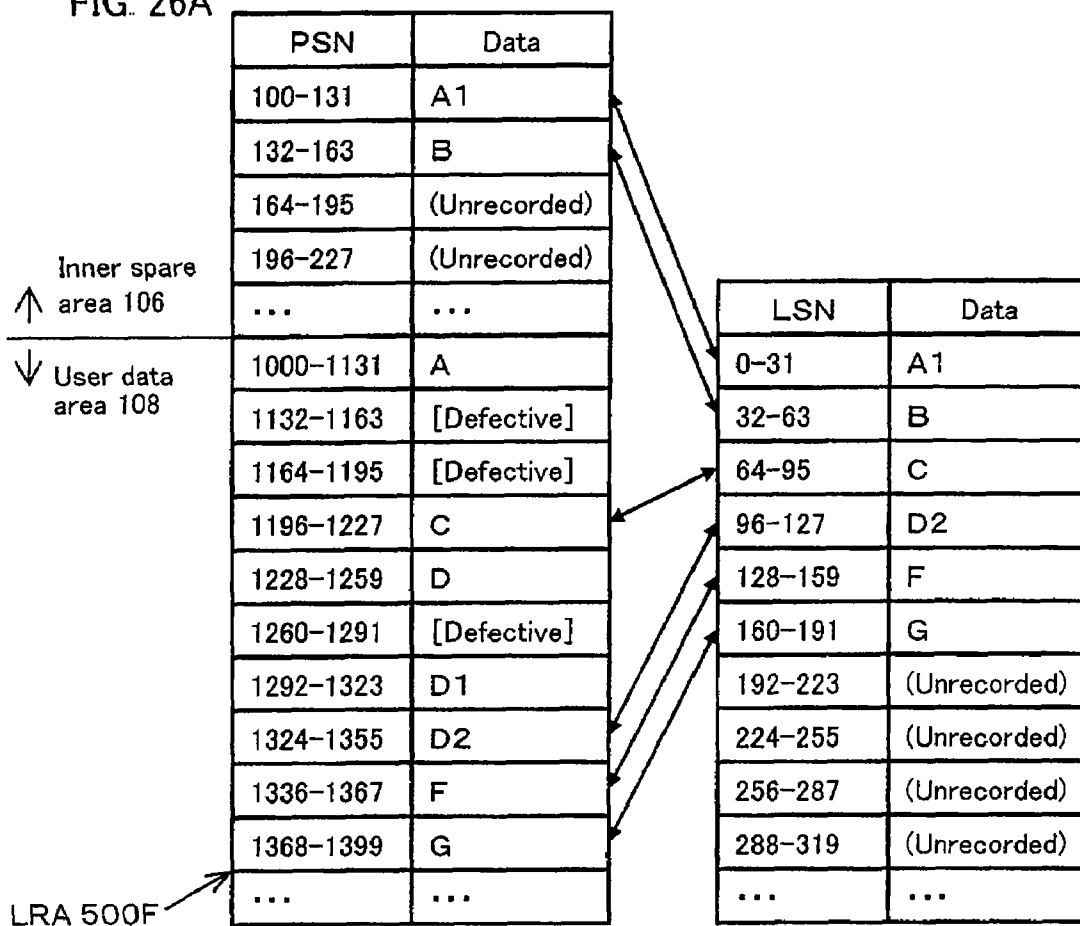 FIG. 26A
PSN Data
100-131 A1
132-163 B
164-195 (Unrecorded)
196-227 (Unrecorded)
... ...
Inner spare
area 106
User data
area 108
1000-1131 A
1132-1163 [Defective]
1164-1195 [Defective]
1196-1227 C
1228-1259 D
1260-1291 [Defective]
1292-1323 D1
1324-1355 D2
1336-1367 F
1368-1399 G
... ...
LRA 500F
LSN Data
0-31 A1
32-63 B
64-95 C
96-127 D2
128-159 F
160-191 G
192-223 (Unrecorded)
224-255 (Unrecorded)
256-287 (Unrecorded)
288-319 (Unrecorded)
... ...